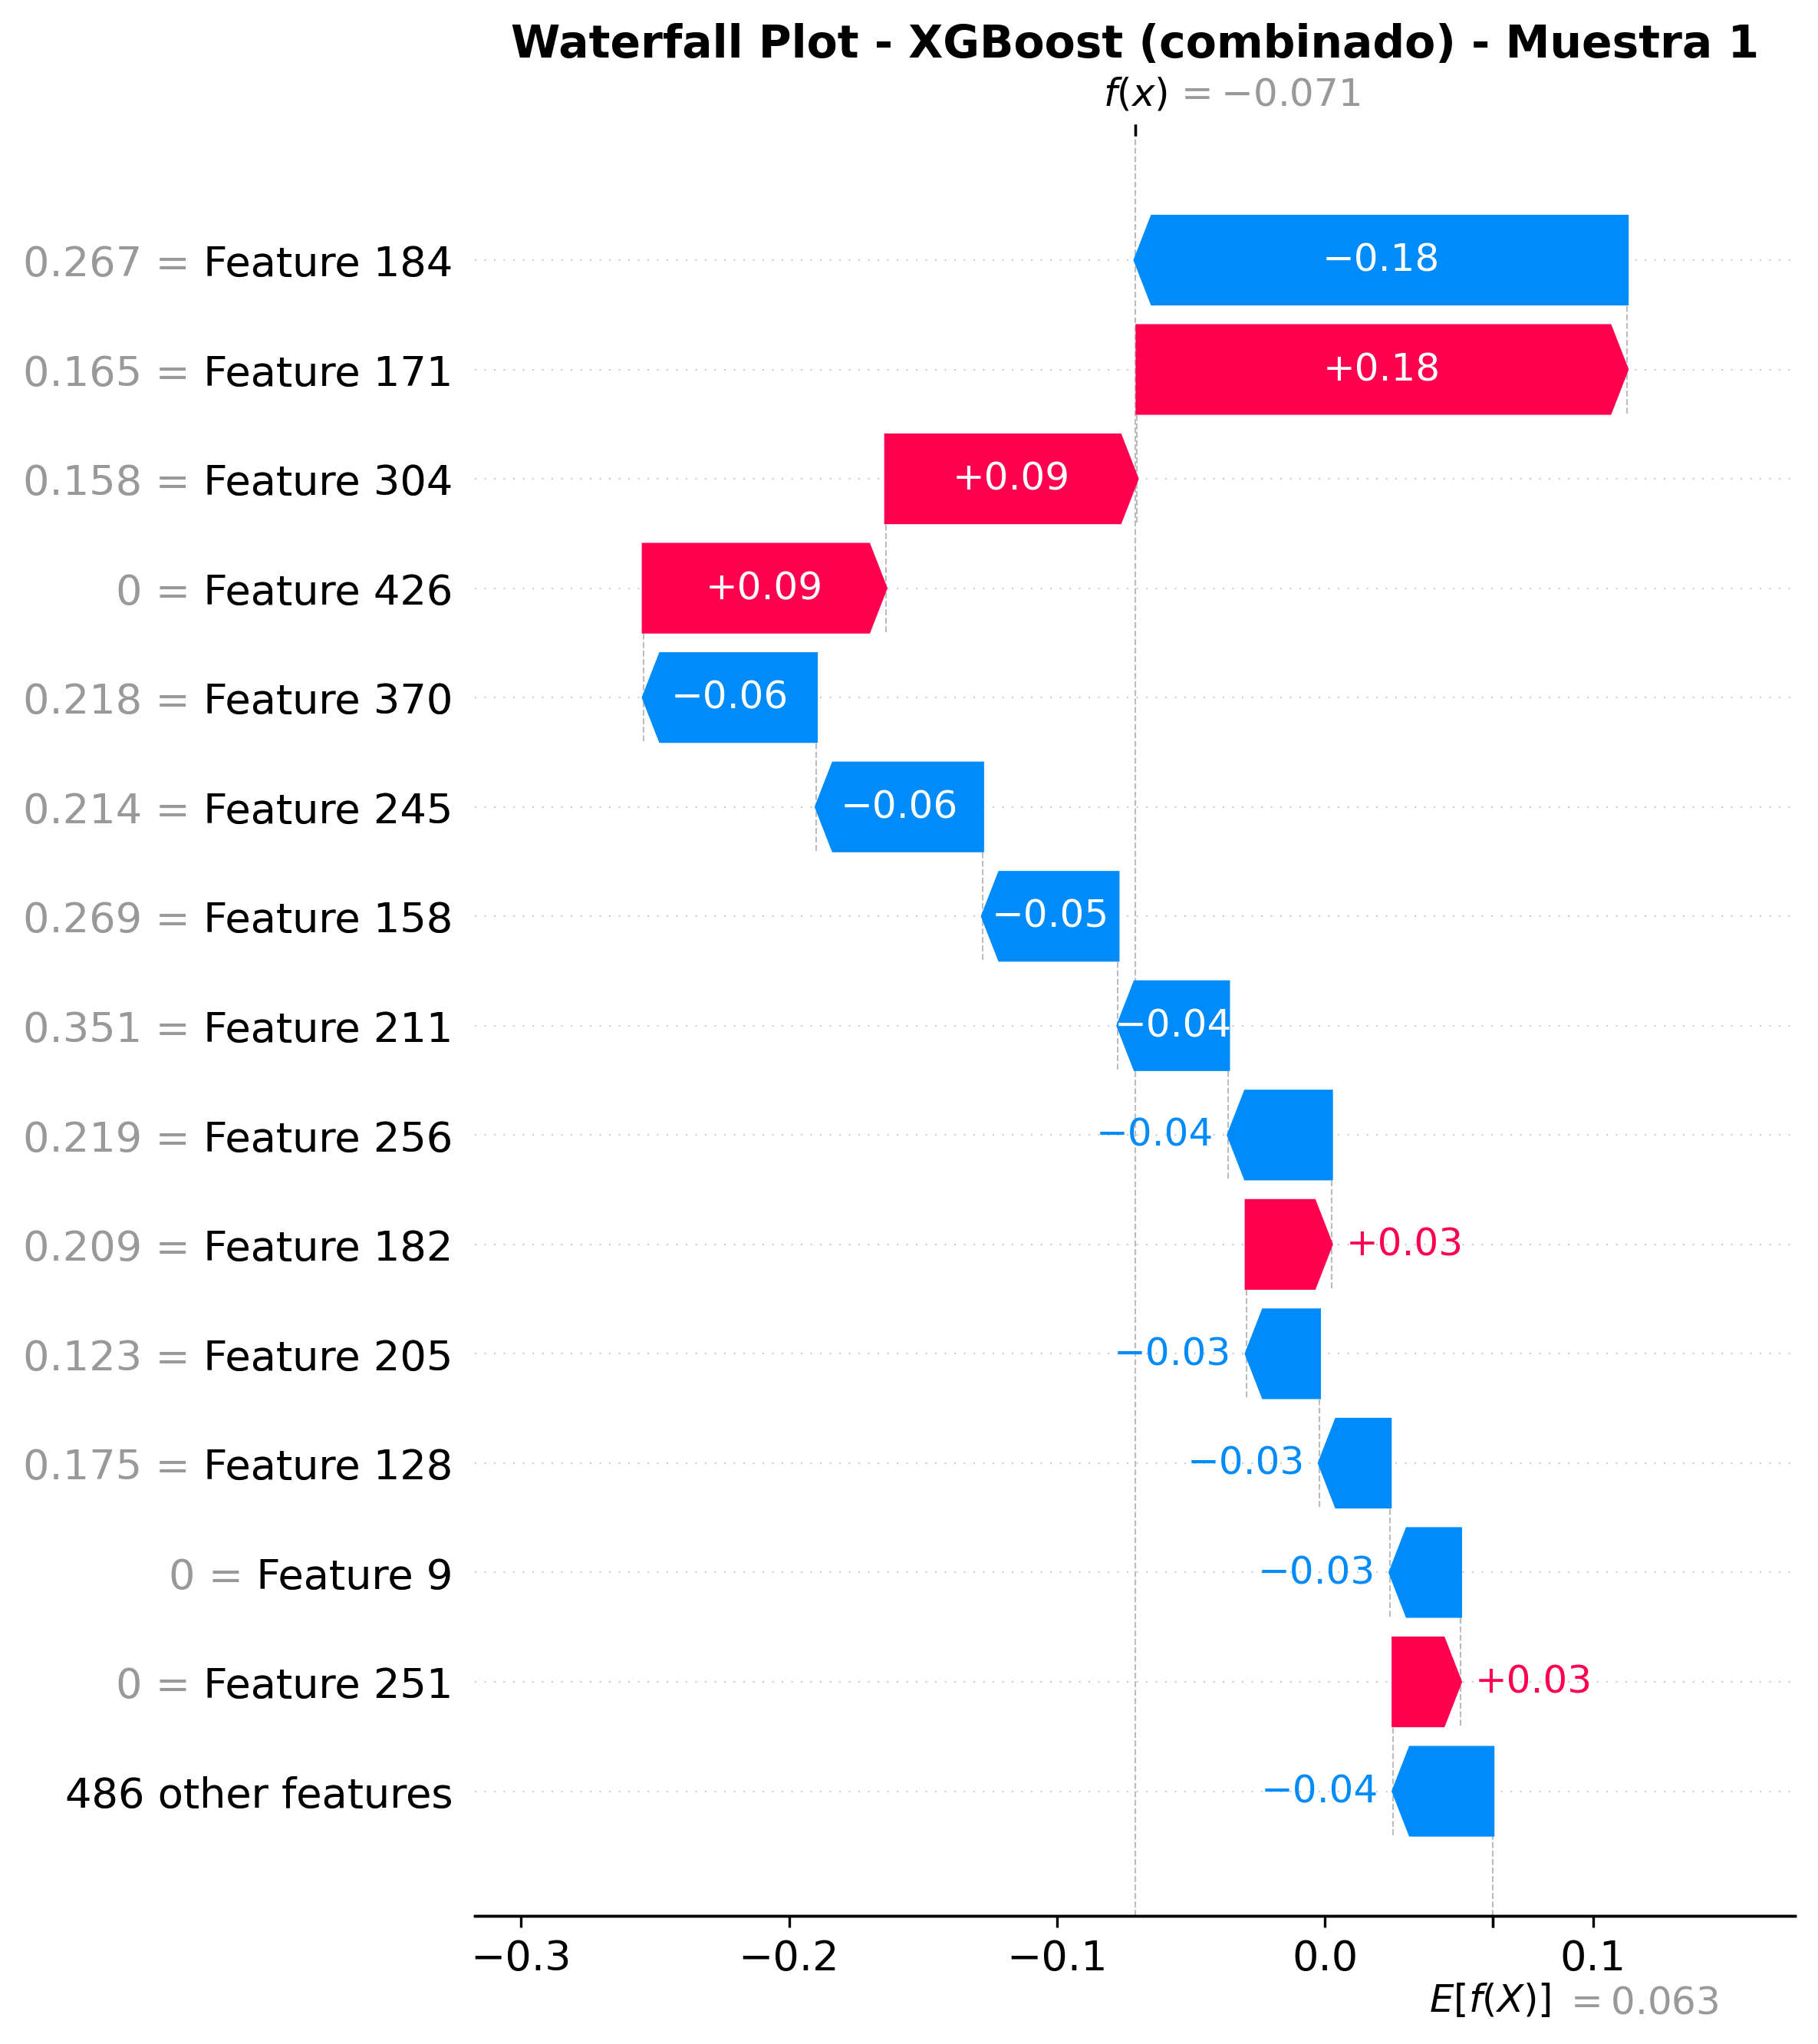 Waterfall Plot - XGBoost (combinado) - Muestra 1
f(x) = −0.071
0.267 = Feature 184 −0.18
0.165 = Feature 171 +0.18
0.158 = Feature 304 +0.09
0 = Feature 426 +0.09
0.218 = Feature 370 −0.06
0.214 = Feature 245 −0.06
0.269 = Feature 158 −0.05
0.351 = Feature 211 −0.04
0.219 = Feature 256 −0.04
0.209 = Feature 182 +0.03
0.123 = Feature 205 −0.03
0.175 = Feature 128 −0.03
0 = Feature 9 −0.03
0 = Feature 251 +0.03
486 other features −0.04
−0.3 −0.2 −0.1 0.0 0.1
E[f(X)] = 0.063